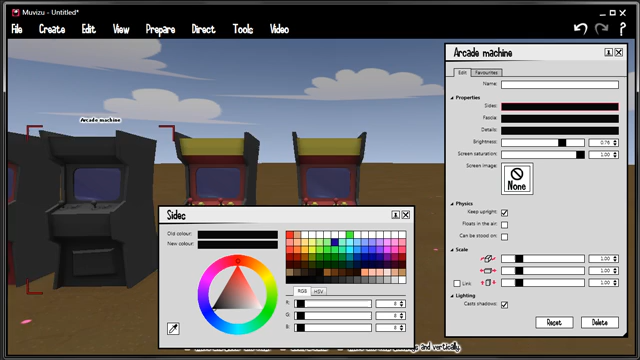 Muvizu - Untitled*
File Create Edit View Prepare Direct Tools Video ?
Arcade machine
Edit Favourites
Name:
Properties
Sides:
Fascia:
Details:
Brightness: 0.76
Screen saturation: 1.00
Screen image:
None
Physics
Keep upright:
Floats in the air:
Can be stood on:
Scale
1.00
1.00
Link: 1.00
Lighting
Casts shadows:
Reset Delete
Arcade machine
Sides
Old colour:
New colour:
RGB HSV
R: 8
G: 8
B: 8
and vertically.